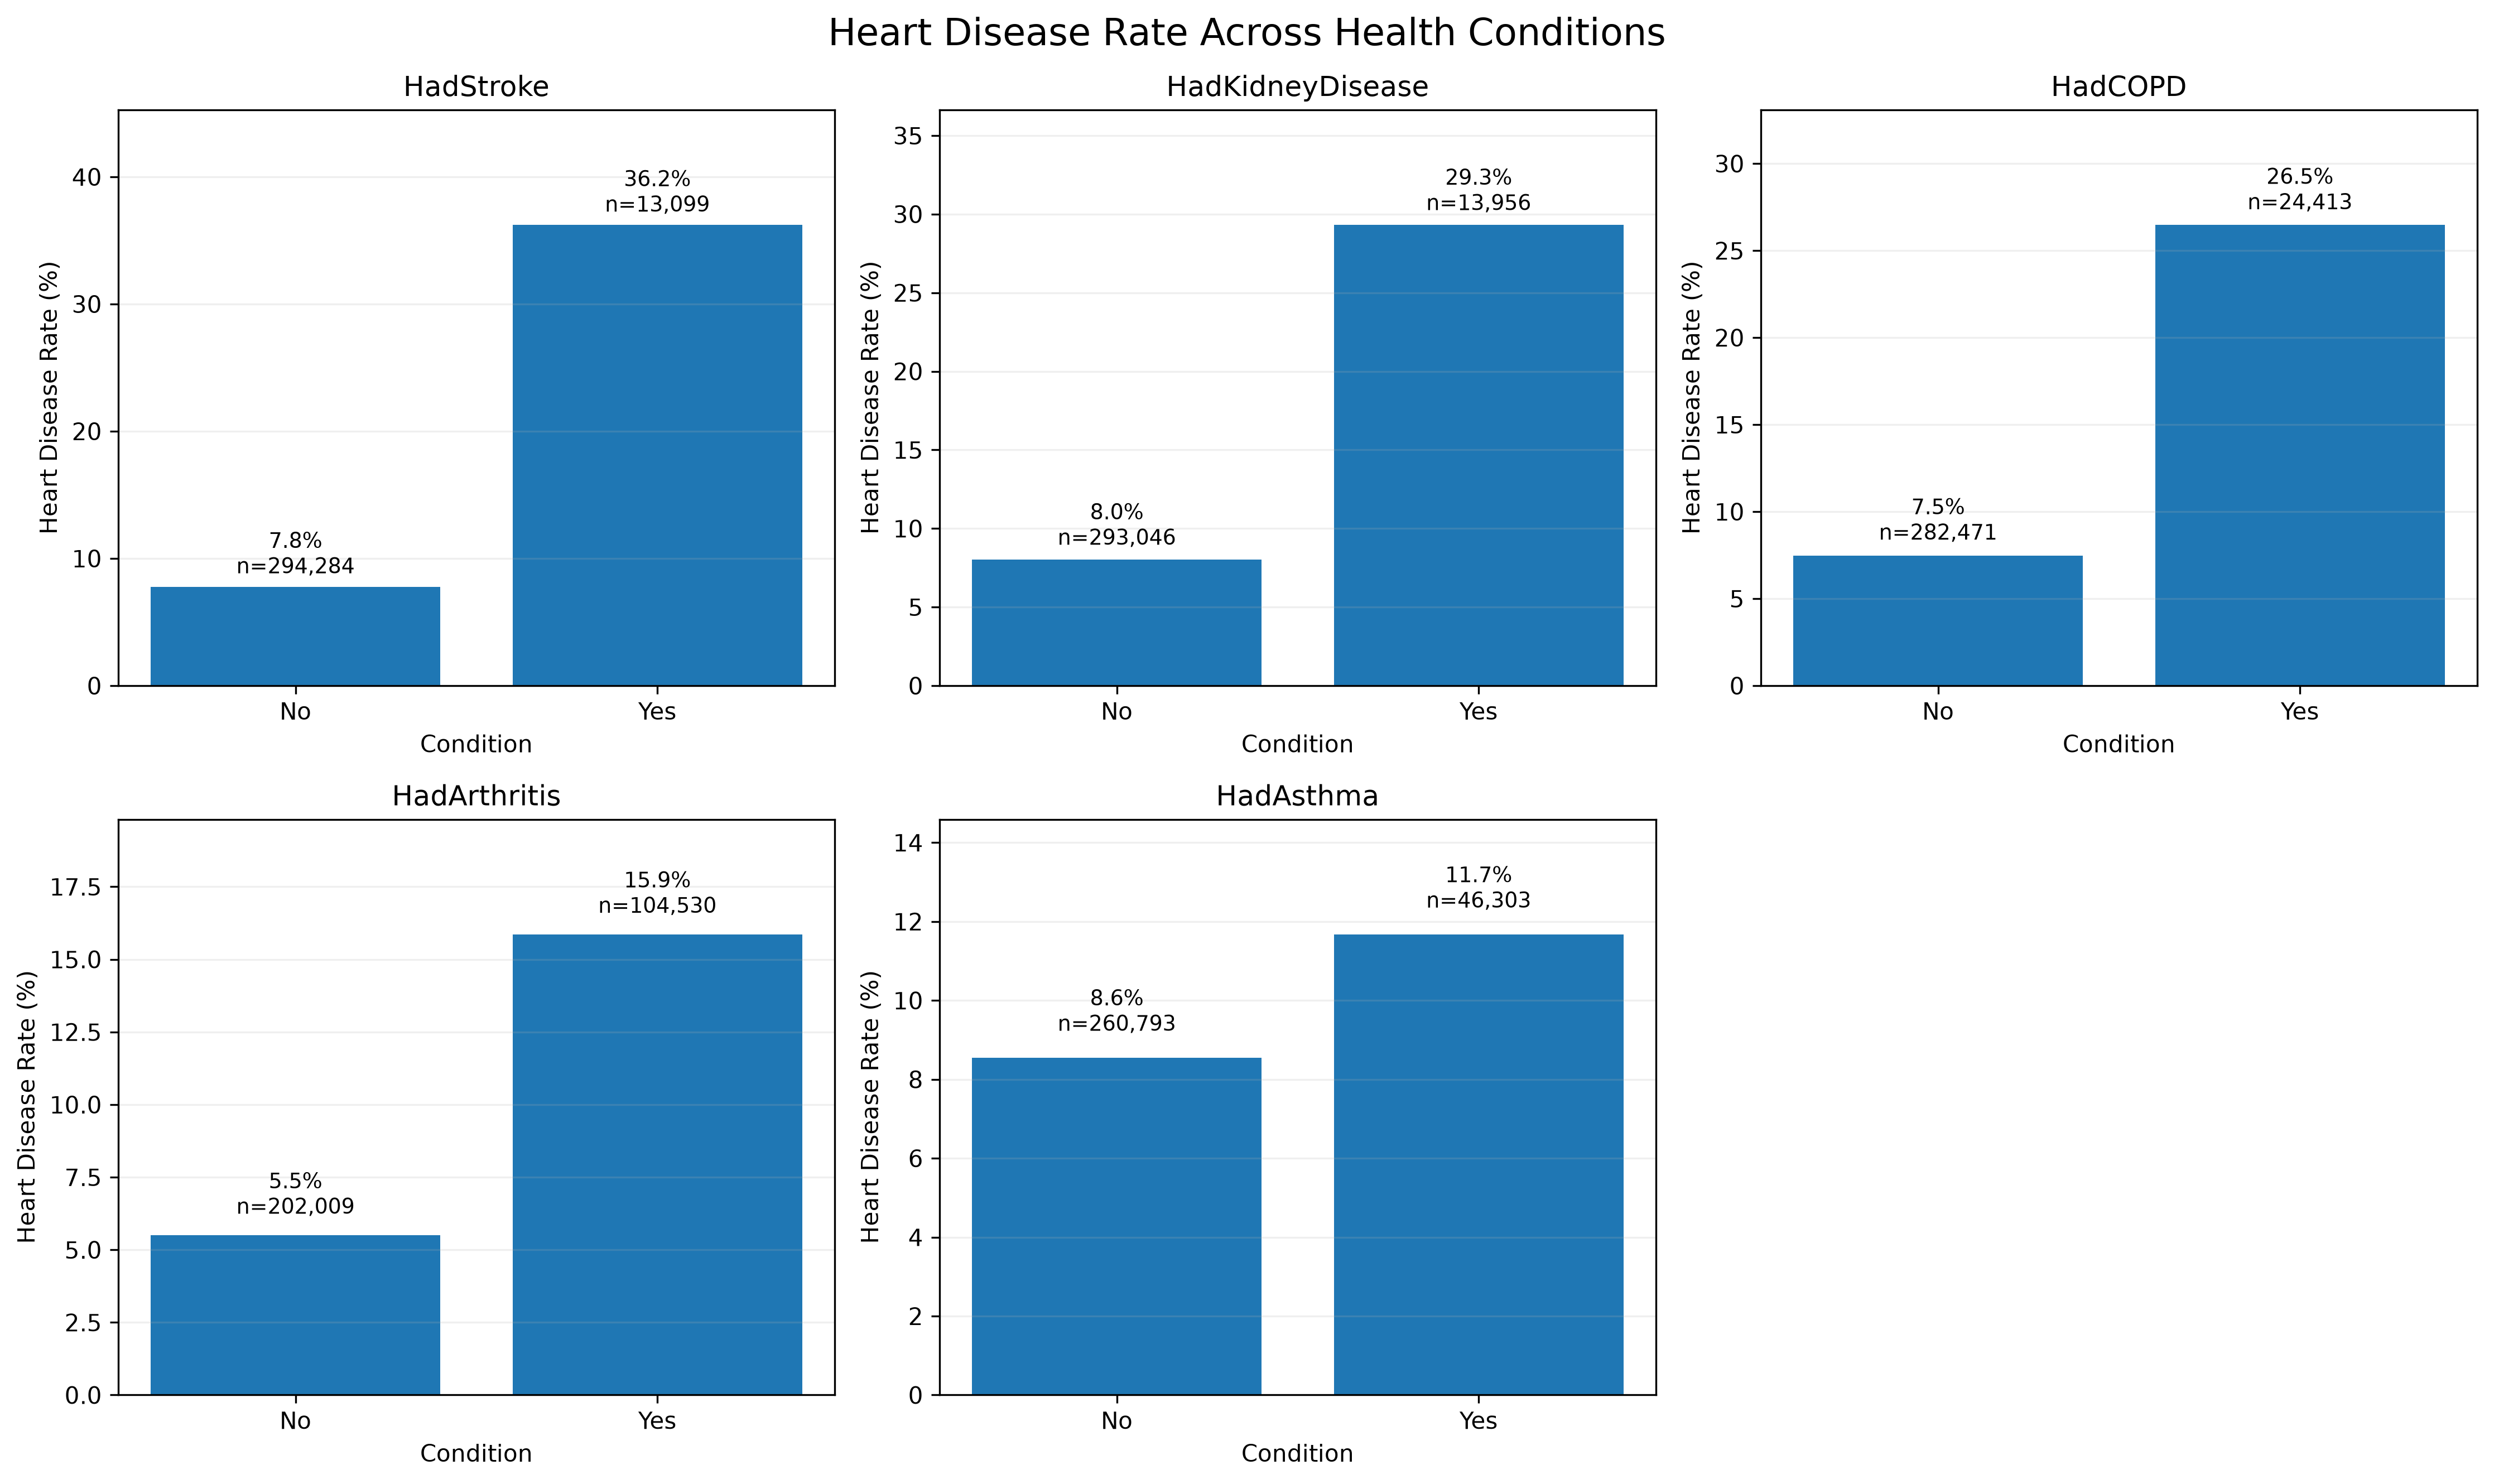 Heart Disease Rate Across Health Conditions
HadStroke
Heart Disease Rate (%)
40
30
20
10
0
7.8%
n=294,284
36.2%
n=13,099
No
Yes
Condition
HadKidneyDisease
Heart Disease Rate (%)
35
30
25
20
15
10
5
0
8.0%
n=293,046
29.3%
n=13,956
No
Yes
Condition
HadCOPD
Heart Disease Rate (%)
30
25
20
15
10
5
0
7.5%
n=282,471
26.5%
n=24,413
No
Yes
Condition
HadArthritis
Heart Disease Rate (%)
17.5
15.0
12.5
10.0
7.5
5.0
2.5
0.0
5.5%
n=202,009
15.9%
n=104,530
No
Yes
Condition
HadAsthma
Heart Disease Rate (%)
14
12
10
8
6
4
2
0
8.6%
n=260,793
11.7%
n=46,303
No
Yes
Condition